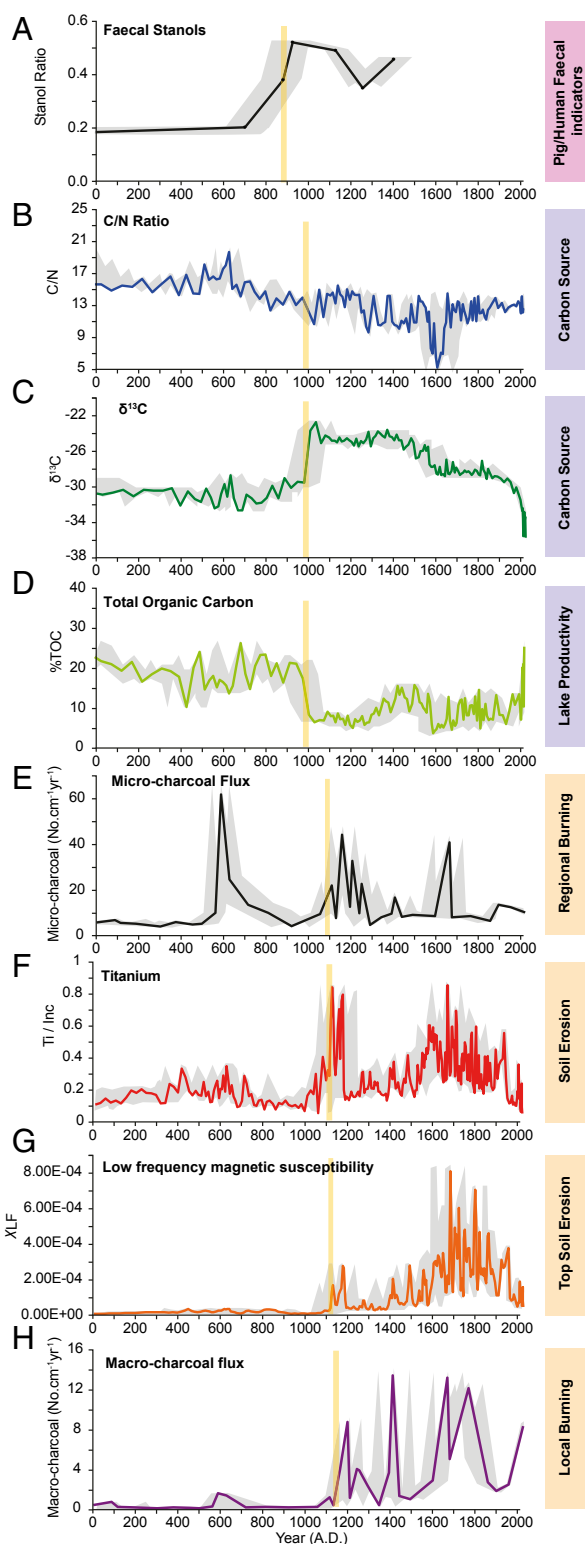 A
Faecal Stanols
Stanol Ratio
0.6
0.4
0.2
0.0
0 200 400 600 800 1000 1200 1400 1600 1800 2000
Pig/Human Faecal
indicators
B
C/N Ratio
C/N
25
21
17
13
9
5
0 200 400 600 800 1000 1200 1400 1600 1800 2000
Carbon Source
C
δ¹³C
δ¹³C
-22
-26
-30
-34
-38
0 200 400 600 800 1000 1200 1400 1600 1800 2000
Carbon Source
D
Total Organic Carbon
%TOC
40
30
20
10
0
0 200 400 600 800 1000 1200 1400 1600 1800 2000
Lake Productivity
E
Micro-charcoal Flux
Micro-charcoal (No.cm⁻¹yr⁻¹)
60
40
20
0
0 200 400 600 800 1000 1200 1400 1600 1800 2000
Regional Burning
F
Titanium
Ti / Inc
1
0.8
0.6
0.4
0.2
0
0 200 400 600 800 1000 1200 1400 1600 1800 2000
Soil Erosion
G
Low frequency magnetic susceptibility
χLF
8.00E-04
6.00E-04
4.00E-04
2.00E-04
0.00E+00
0 200 400 600 800 1000 1200 1400 1600 1800 2000
Top Soil Erosion
H
Macro-charcoal flux
Macro-charcoal (No.cm⁻¹yr⁻¹)
16
12
8
4
0
0 200 400 600 800 1000 1200 1400 1600 1800 2000
Year (A.D.)
Local Burning